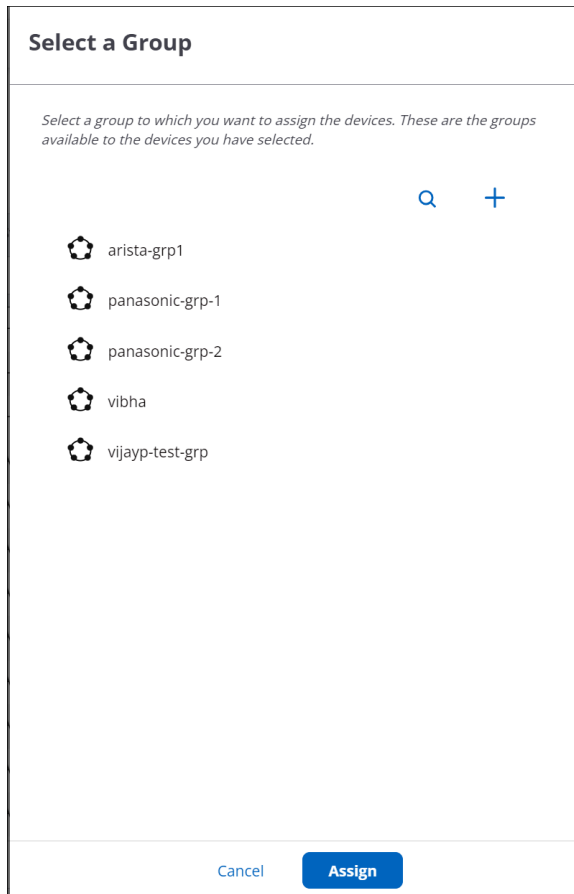 Select a Group
Select a group to which you want to assign the devices. These are the groups
available to the devices you have selected.
arista-grp1
panasonic-grp-1
panasonic-grp-2
vibha
vijayp-test-grp
Cancel
Assign